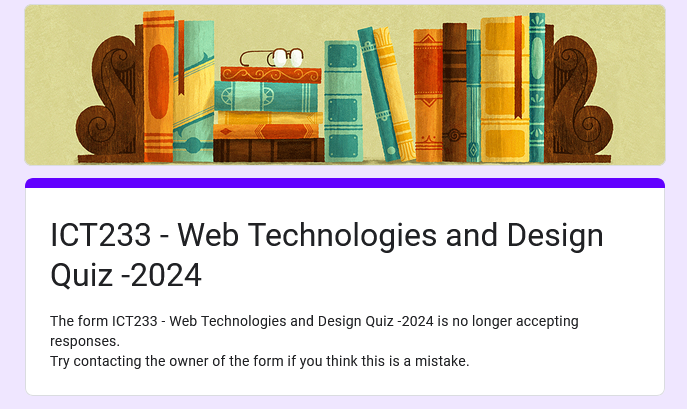 ICT233 - Web Technologies and Design
Quiz -2024
The form ICT233 - Web Technologies and Design Quiz -2024 is no longer accepting
responses.
Try contacting the owner of the form if you think this is a mistake.